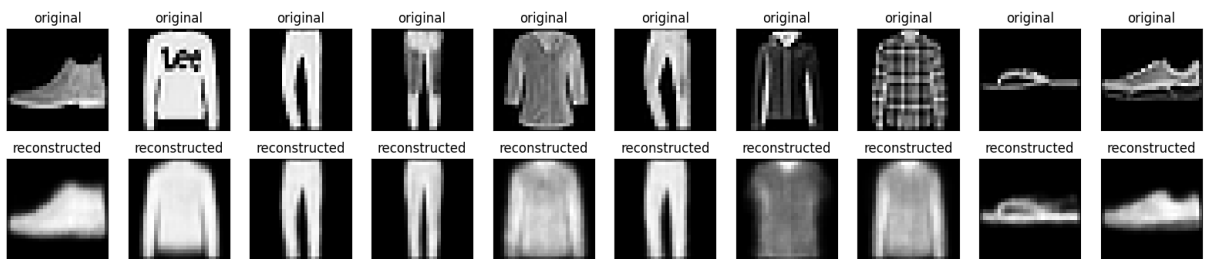 original original original original original original original original original original
Lee
reconstructed reconstructed reconstructed reconstructed reconstructed reconstructed reconstructed reconstructed reconstructed reconstructed